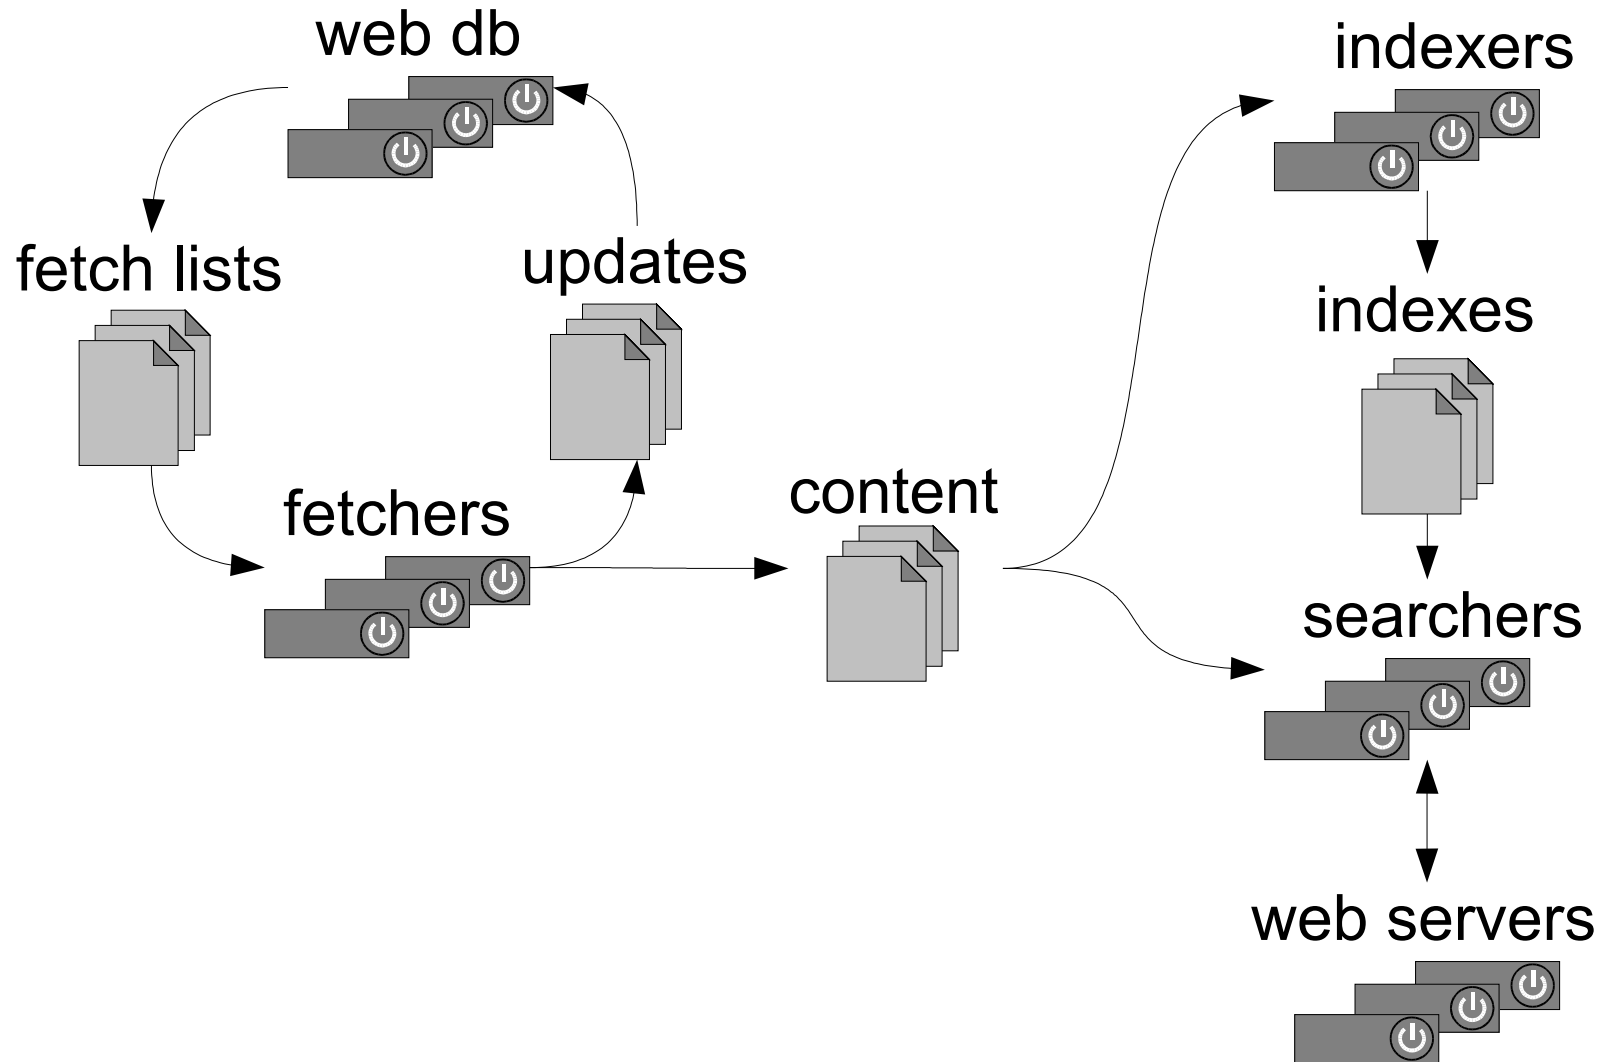 web db
indexers
fetch lists
updates
indexes
content
fetchers
searchers
web servers